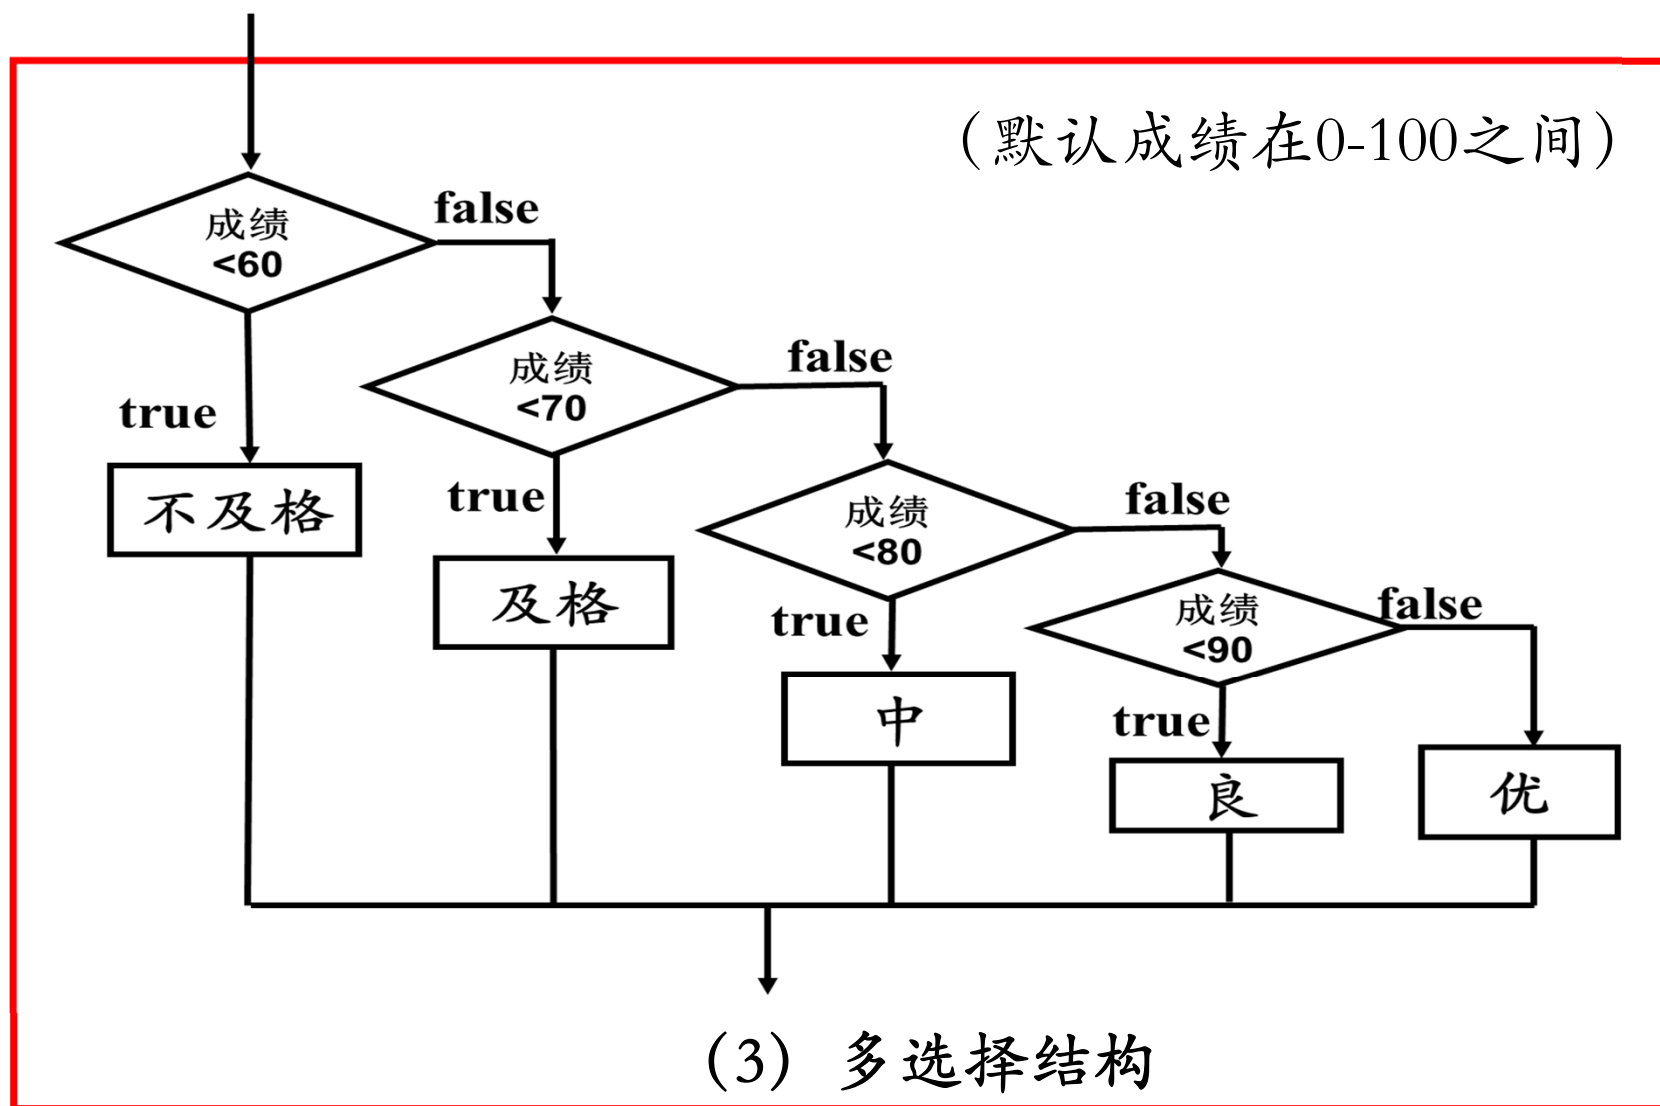 （默认成绩在0-100之间）
成绩
<60
false
成绩
<70
false
true
不及格
成绩
<80
false
true
及格
成绩
<90
false
true
中
true
良
优
（3）多选择结构